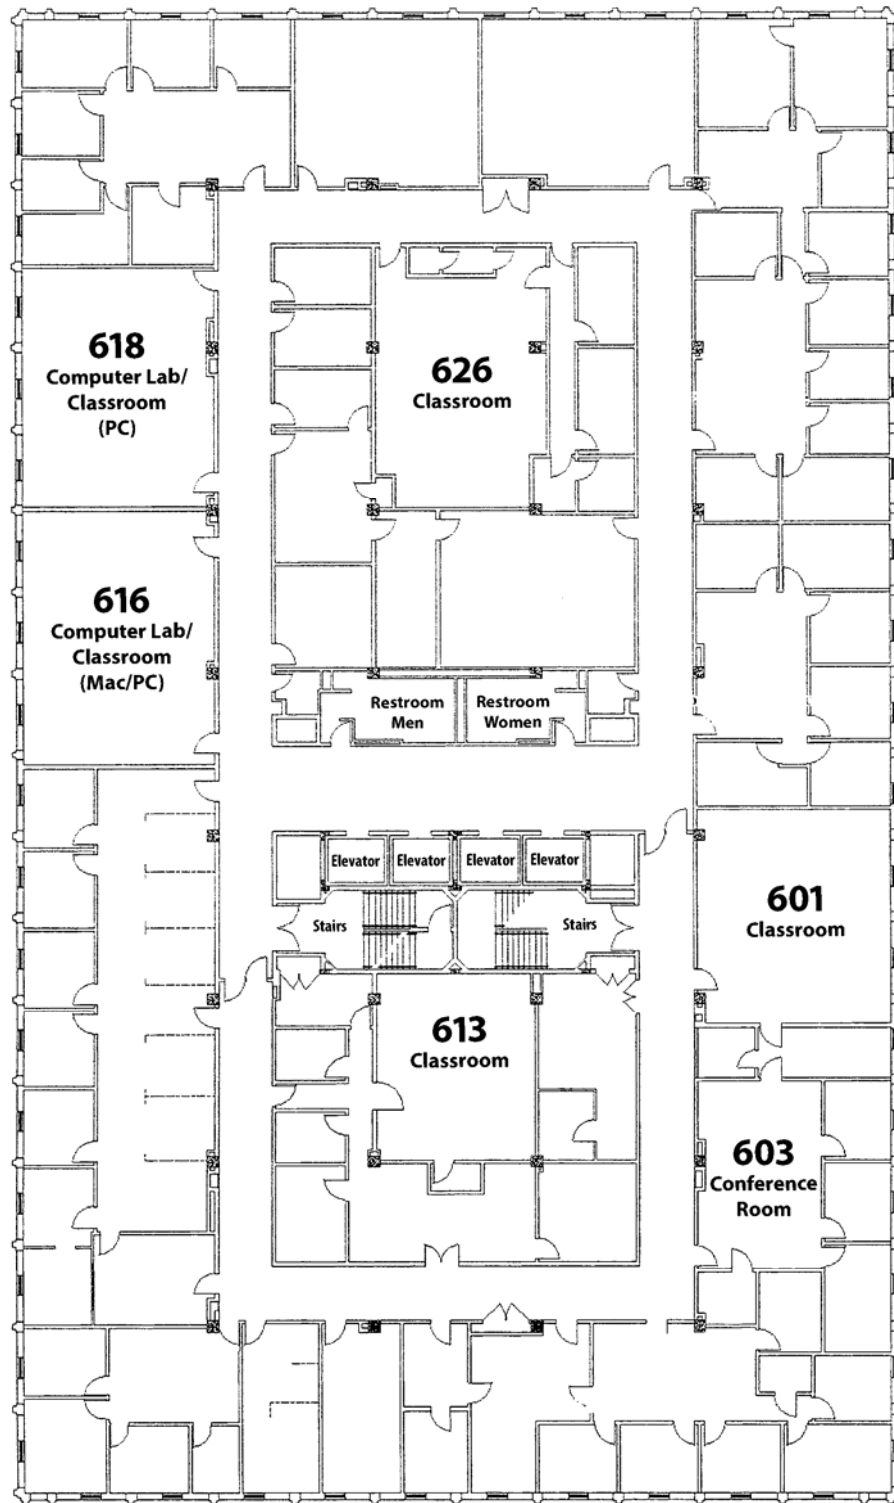 618
Computer Lab/
Classroom
(PC)
626
Classroom
616
Computer Lab/
Classroom
(Mac/PC)
Restroom
Men
Restroom
Women
Elevator
Elevator
Elevator
Elevator
Stairs
Stairs
601
Classroom
613
Classroom
603
Conference
Room